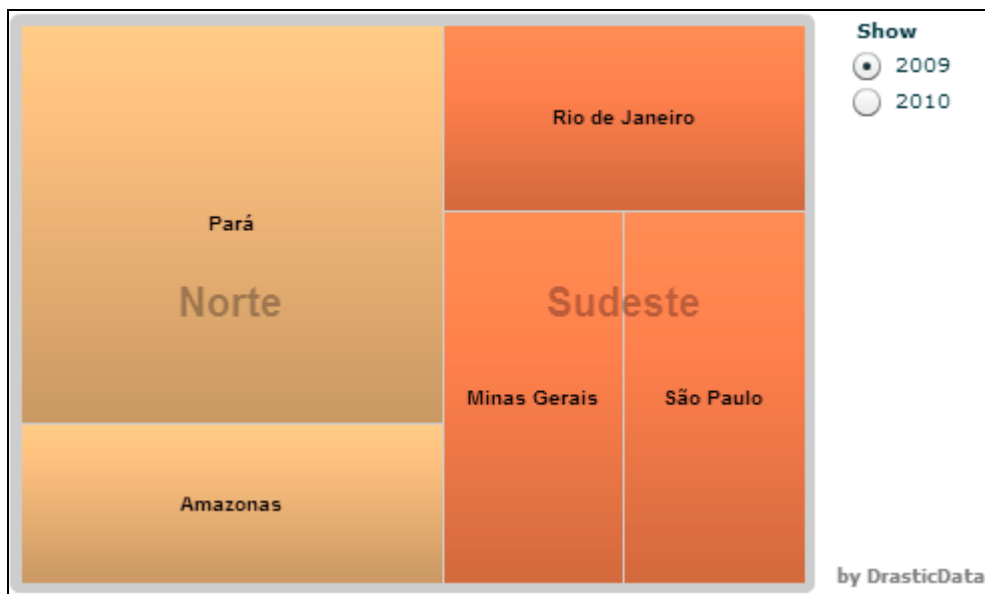 Show
2009
2010
Rio de Janeiro
Pará
Norte
Sudeste
Minas Gerais
São Paulo
Amazonas
by DrasticData